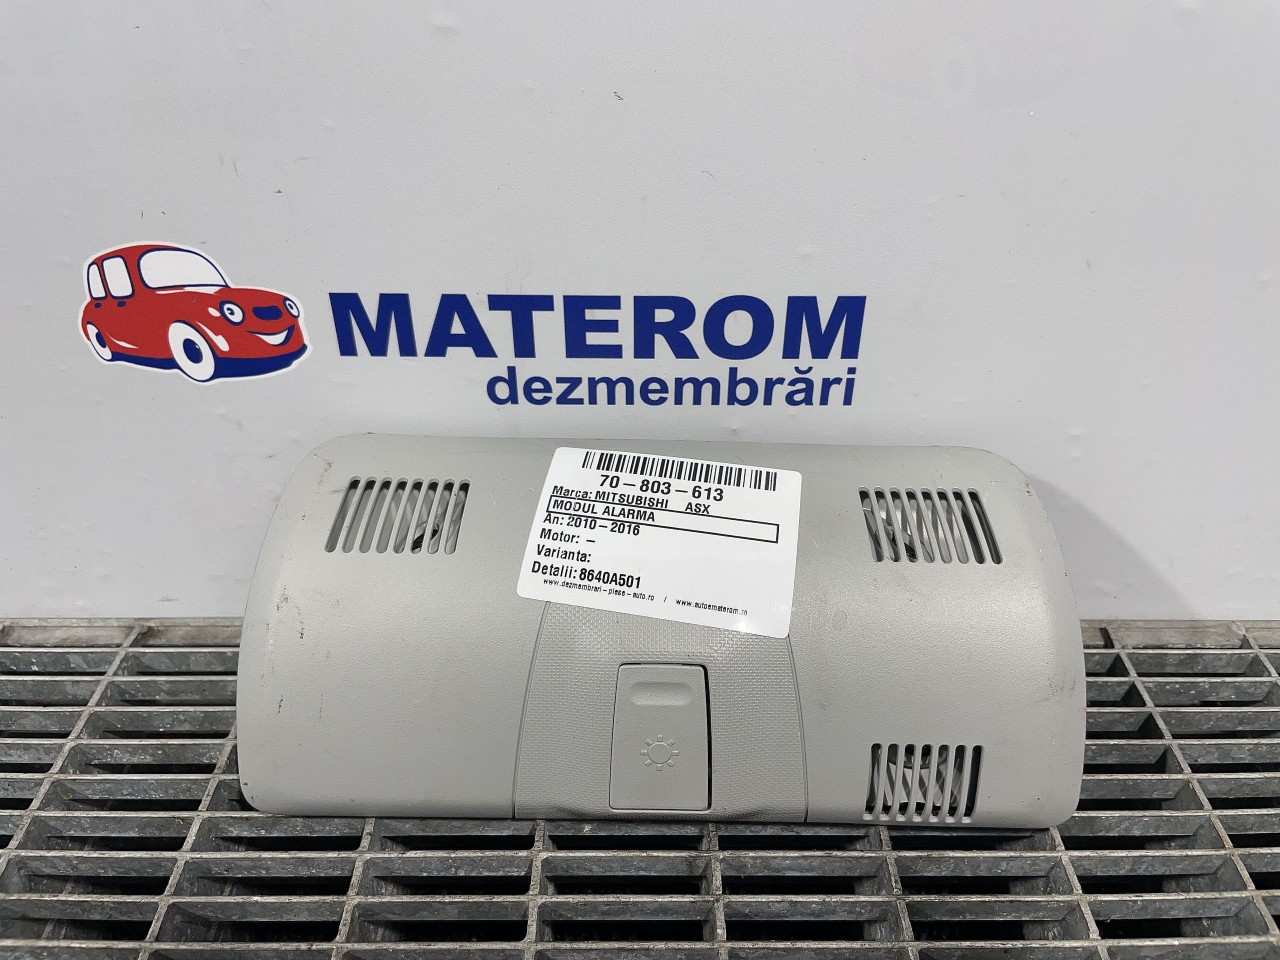 MATEROM
dezmembrări
70-803-613
Marca: MITSUBISHI ASX
MODUL ALARMA
An: 2010-2016
Motor: -
Varianta:
Detalii: 8640A501
www.dezmembrari-piese-auto.ro / www.autoematerom.ro